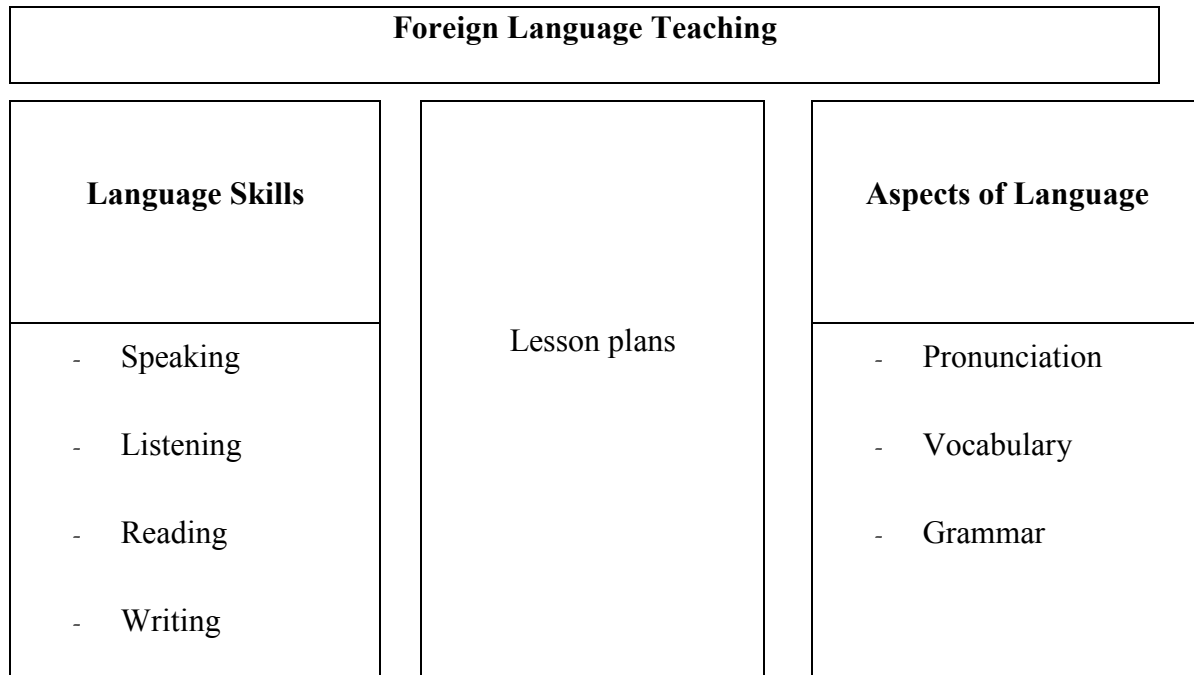 Foreign Language Teaching
Language Skills
- Speaking
- Listening
- Reading
- Writing
Lesson plans
Aspects of Language
- Pronunciation
- Vocabulary
- Grammar